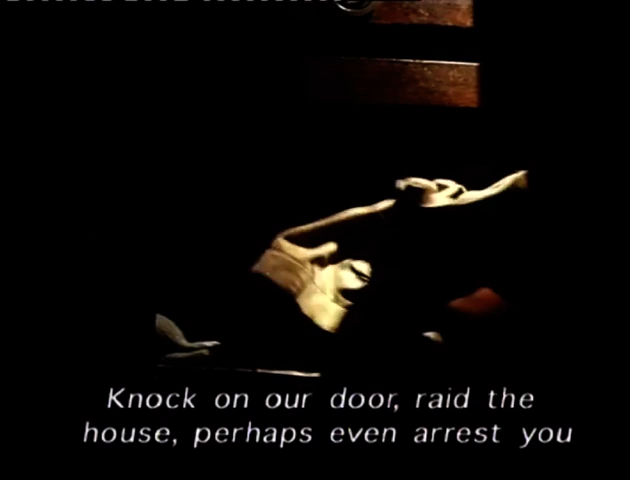 Knock on our door, raid the
house, perhaps even arrest you